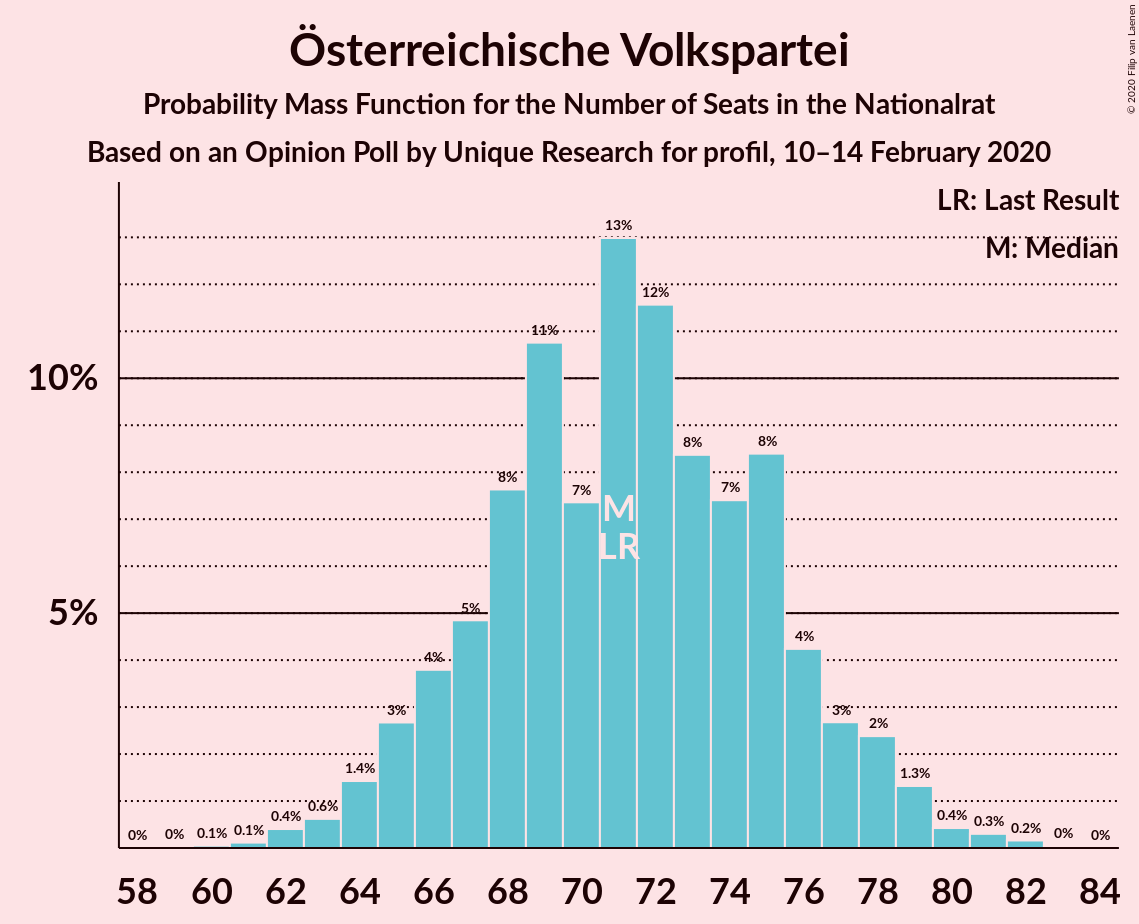 Österreichische Volkspartei
Probability Mass Function for the Number of Seats in the Nationalrat
Based on an Opinion Poll by Unique Research for profil, 10–14 February 2020
© 2020 Filip van Laenen
LR: Last Result
M: Median
10%
5%
0% 0% 0.1% 0.1% 0.4% 0.6% 1.4% 3% 4% 5% 8% 11% 7% 13% 12% 8% 7% 8% 4% 3% 2% 1.3% 0.4% 0.3% 0.2% 0% 0%
M
LR
58 60 62 64 66 68 70 72 74 76 78 80 82 84